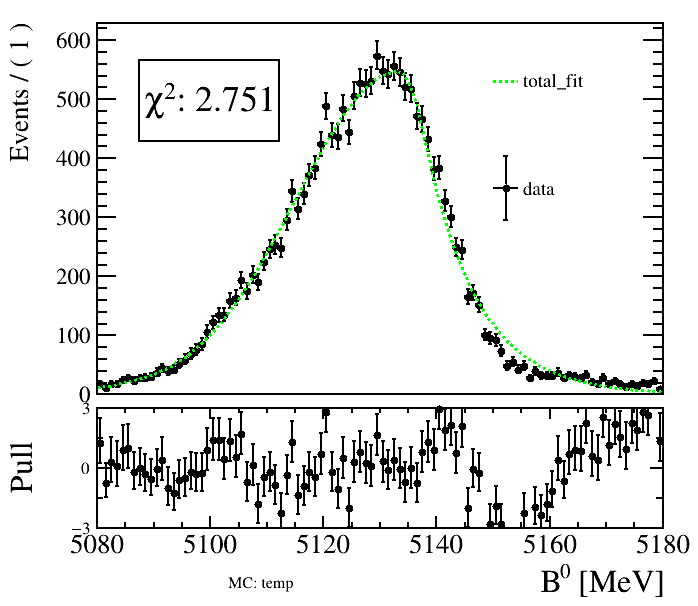 Events / ( 1 )
600
500
400
300
200
100
0
χ²: 2.751
total_fit
data
Pull
3
0
−3
5080 5100 5120 5140 5160 5180
MC: temp
B⁰ [MeV]